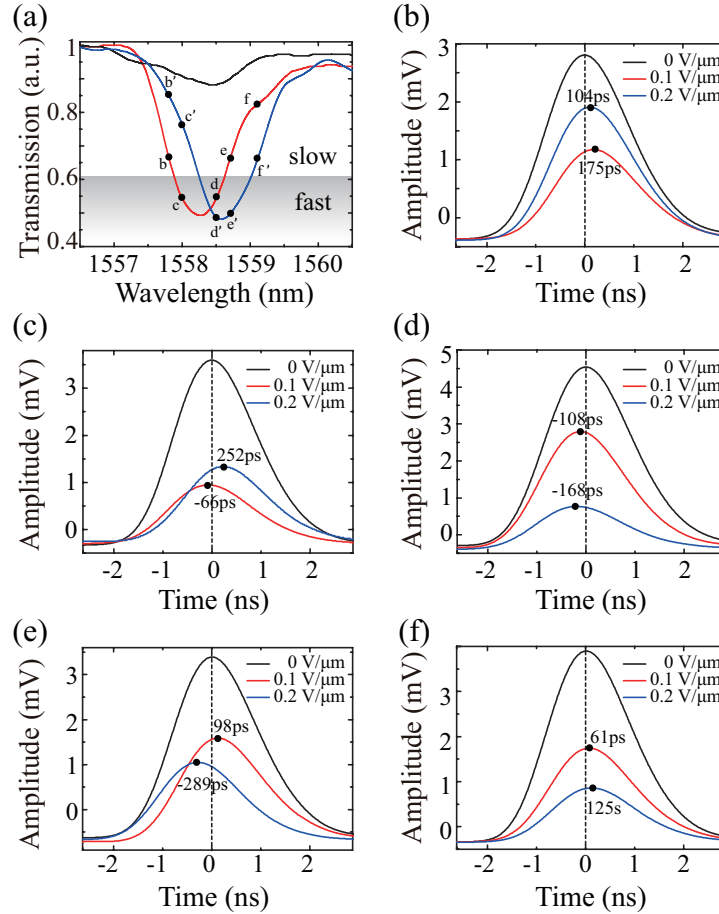 (a)
Transmission (a.u.)
1
0.8
0.6
0.4
b'
c'
b
c
d
e
f
f'
d'
e'
slow
fast
1557 1558 1559 1560
Wavelength (nm)
(b)
Amplitude (mV)
3
2
1
0
0 V/μm
0.1 V/μm
0.2 V/μm
104ps
175ps
-2 -1 0 1 2
Time (ns)
(c)
Amplitude (mV)
3
2
1
0
0 V/μm
0.1 V/μm
0.2 V/μm
252ps
-66ps
-2 -1 0 1 2
Time (ns)
(d)
Amplitude (mV)
5
4
3
2
1
0
0 V/μm
0.1 V/μm
0.2 V/μm
-108ps
-168ps
-2 -1 0 1 2
Time (ns)
(e)
Amplitude (mV)
3
2
1
0
0 V/μm
0.1 V/μm
0.2 V/μm
98ps
-289ps
-2 -1 0 1 2
Time (ns)
(f)
Amplitude (mV)
3
2
1
0
0 V/μm
0.1 V/μm
0.2 V/μm
61ps
125s
-2 -1 0 1 2
Time (ns)